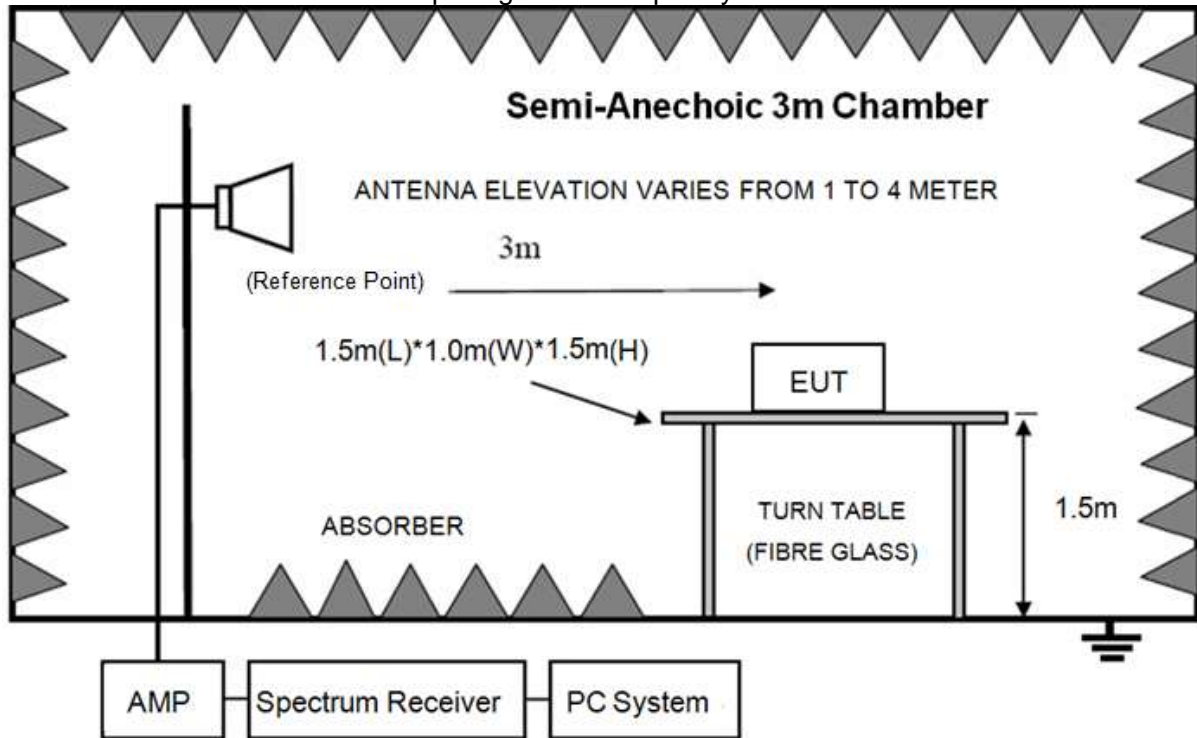 Semi-Anechoic 3m Chamber
ANTENNA ELEVATION VARIES FROM 1 TO 4 METER
3m
(Reference Point)
1.5m(L)*1.0m(W)*1.5m(H)
EUT
ABSORBER
TURN TABLE
(FIBRE GLASS)
1.5m
AMP
Spectrum Receiver
PC System